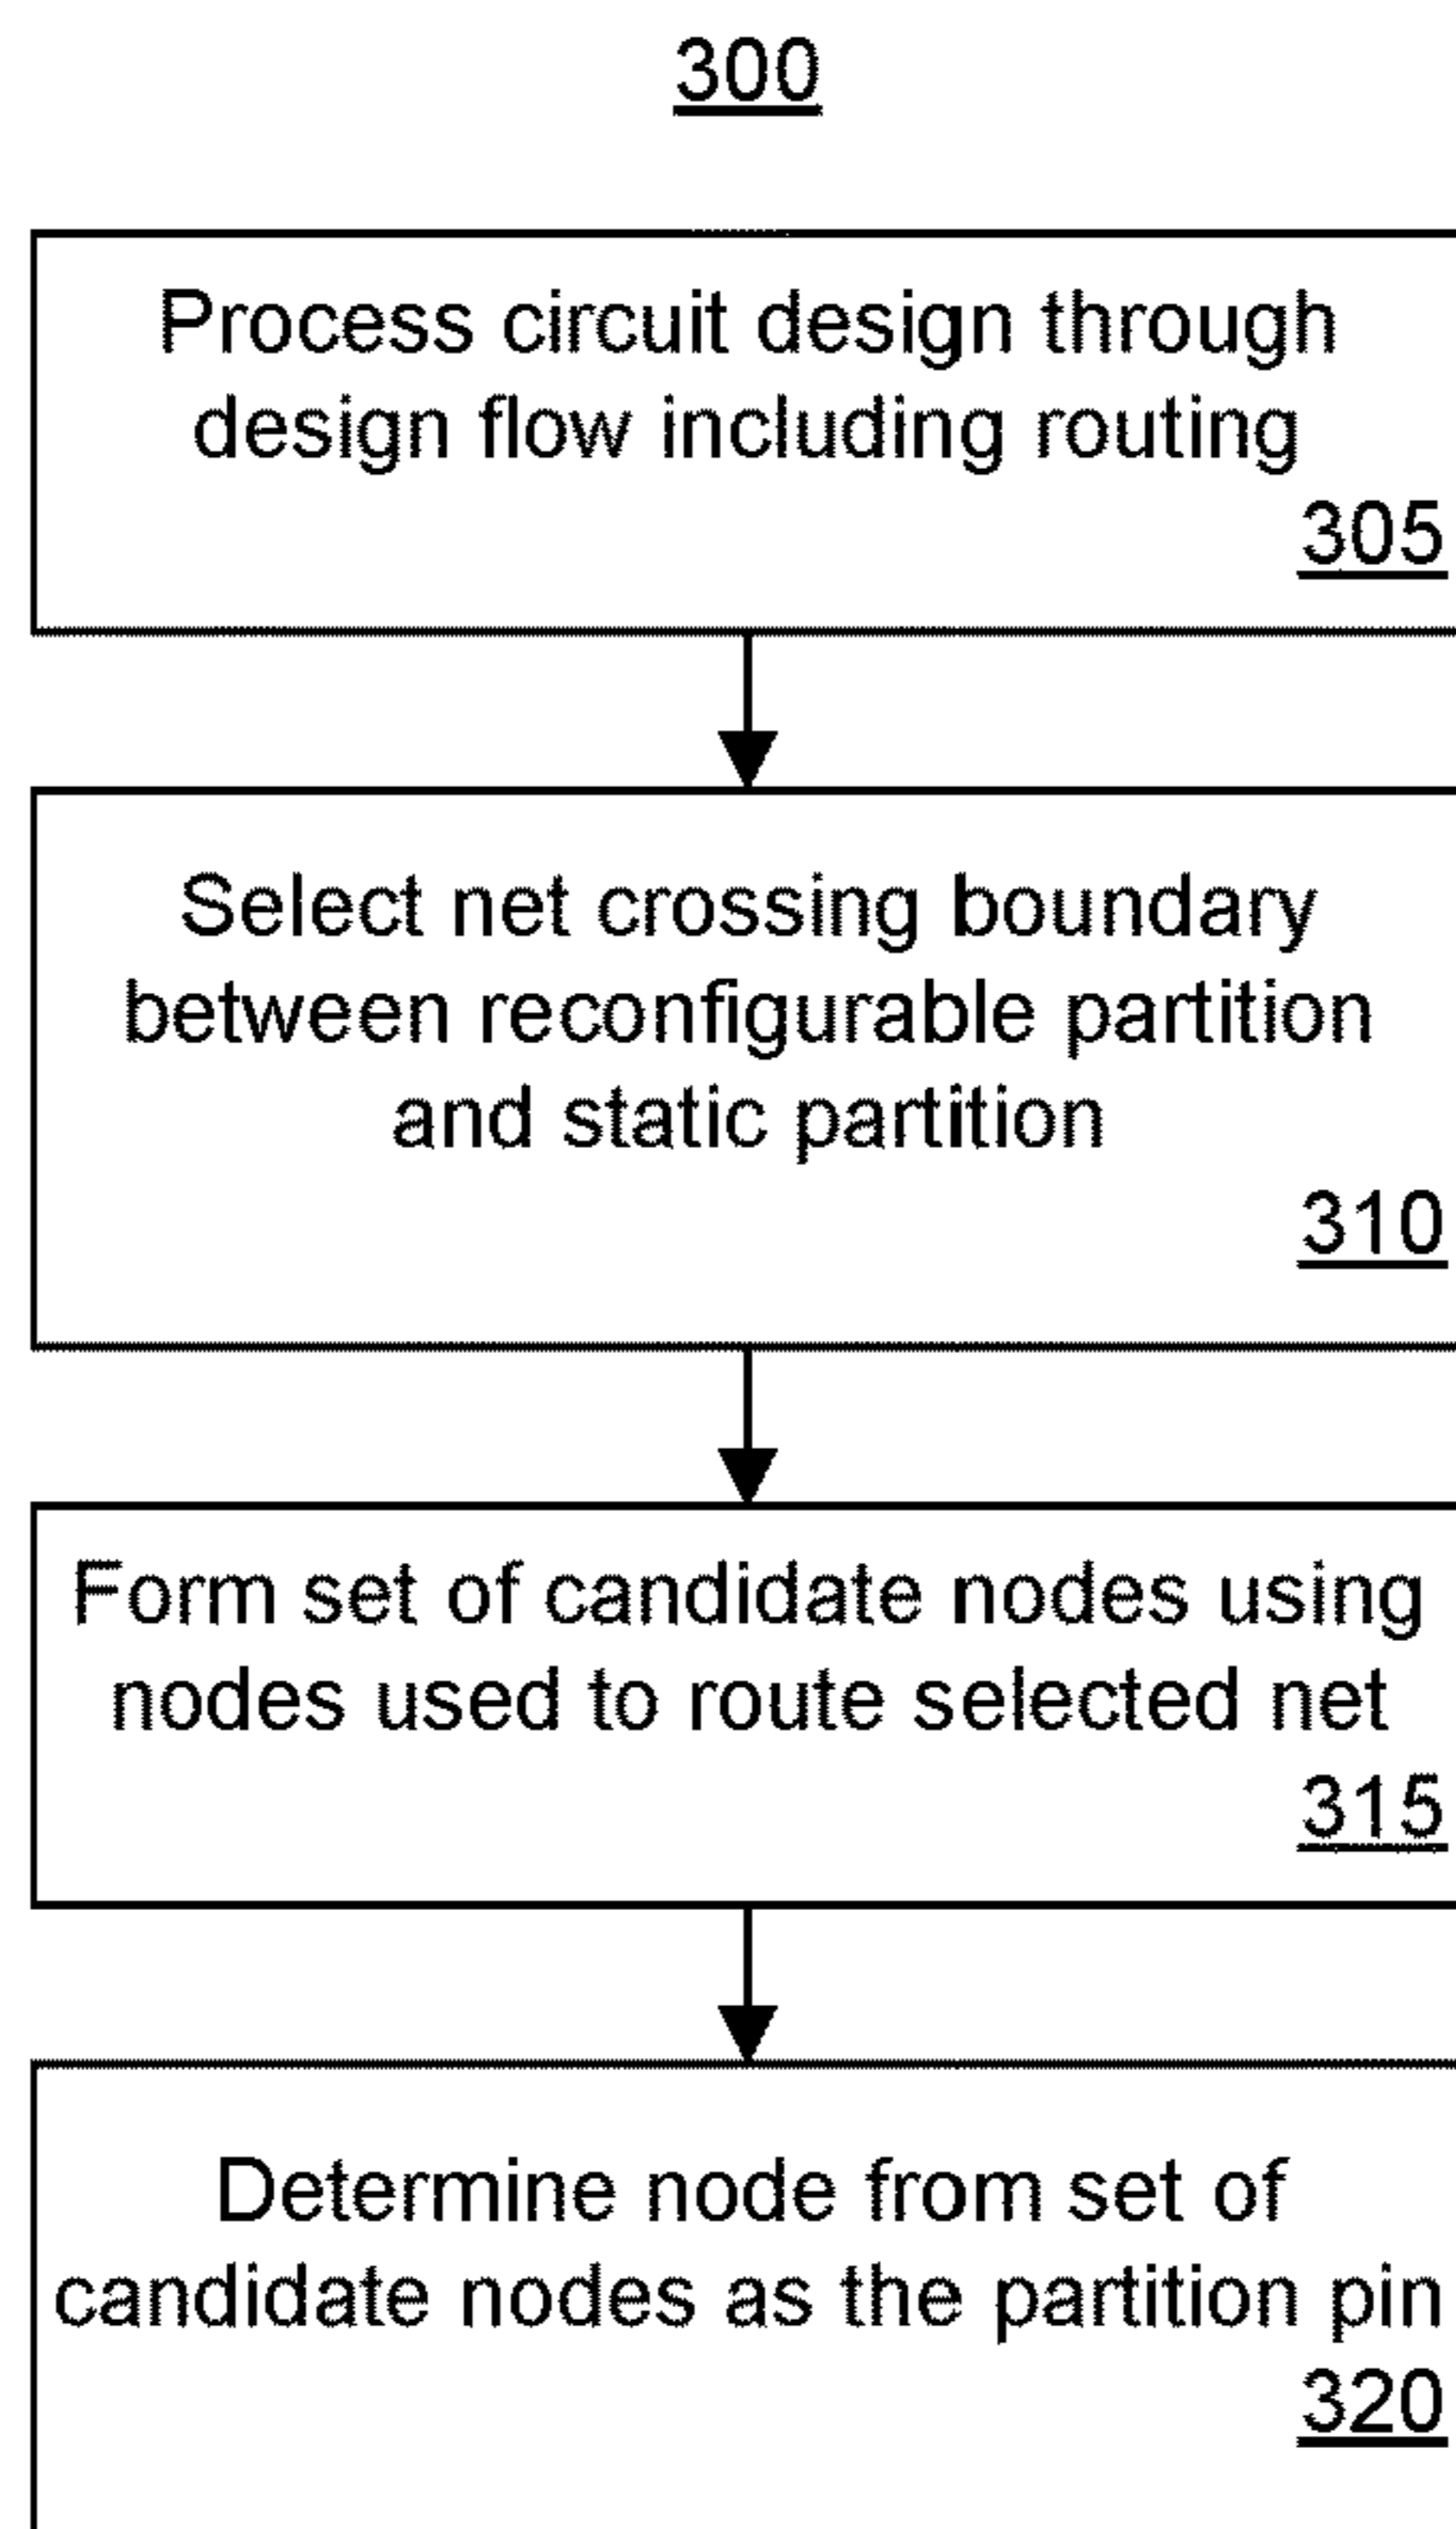 300
Process circuit design through
design flow including routing
305
Select net crossing boundary
between reconfigurable partition
and static partition
310
Form set of candidate nodes using
nodes used to route selected net
315
Determine node from set of
candidate nodes as the partition pin
320